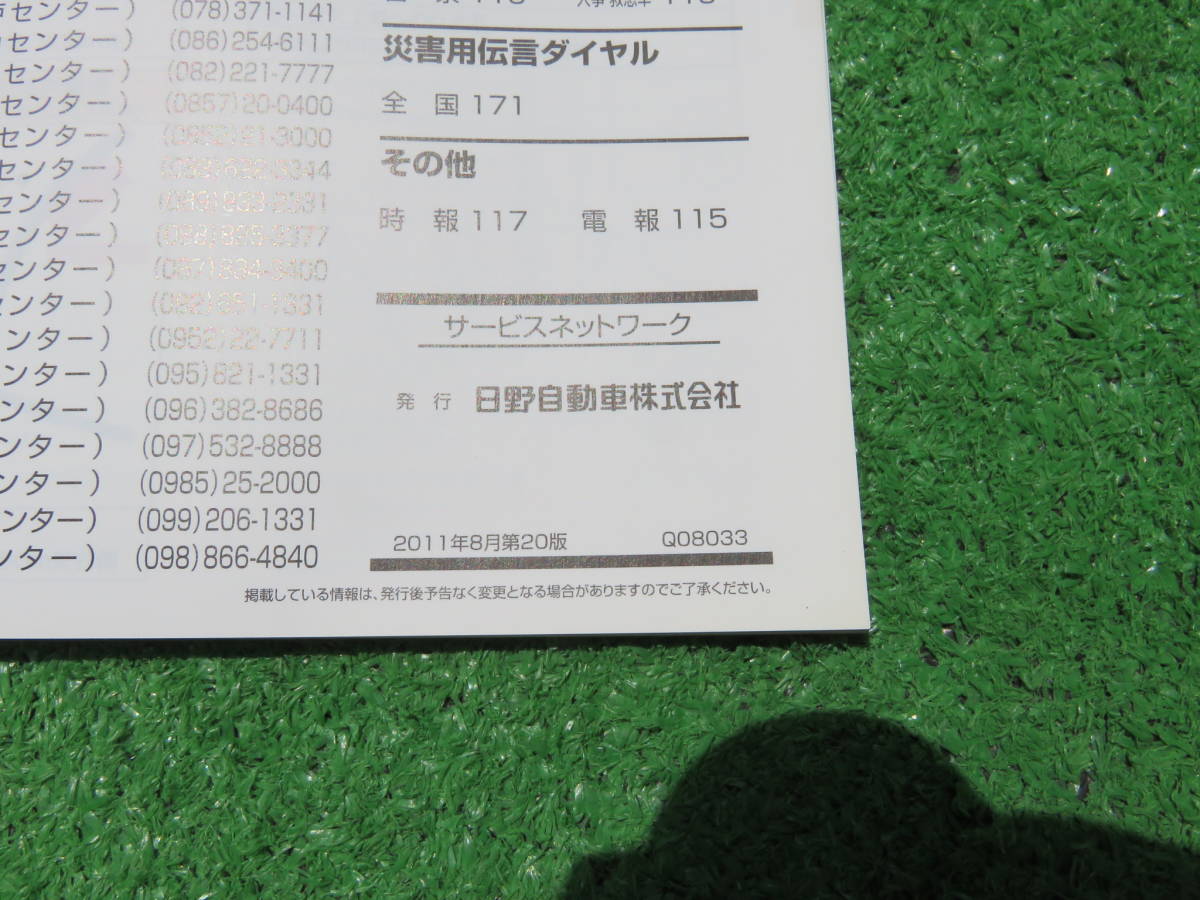 センター) (078)371-1141
センター) (086)254-6111
センター) (082)221-7777
センター) (0857)20-0400
センター) (0852)21-3000
センター)
センター)
センター)
センター)
センター)
ンター) (0952)22-7711
ンター) (095)821-1331
ンター) (096)382-8686
ンター) (097)532-8888
ンター) (0985)25-2000
ンター) (099)206-1331
ンター) (098)866-4840
災害用伝言ダイヤル
全 国 171
その他
時 報 117 電 報 115
サービスネットワーク
発 行 日野自動車株式会社
2011年8月第20版 Q08033
掲載している情報は、発行後予告なく変更となる場合がありますのでご了承ください。